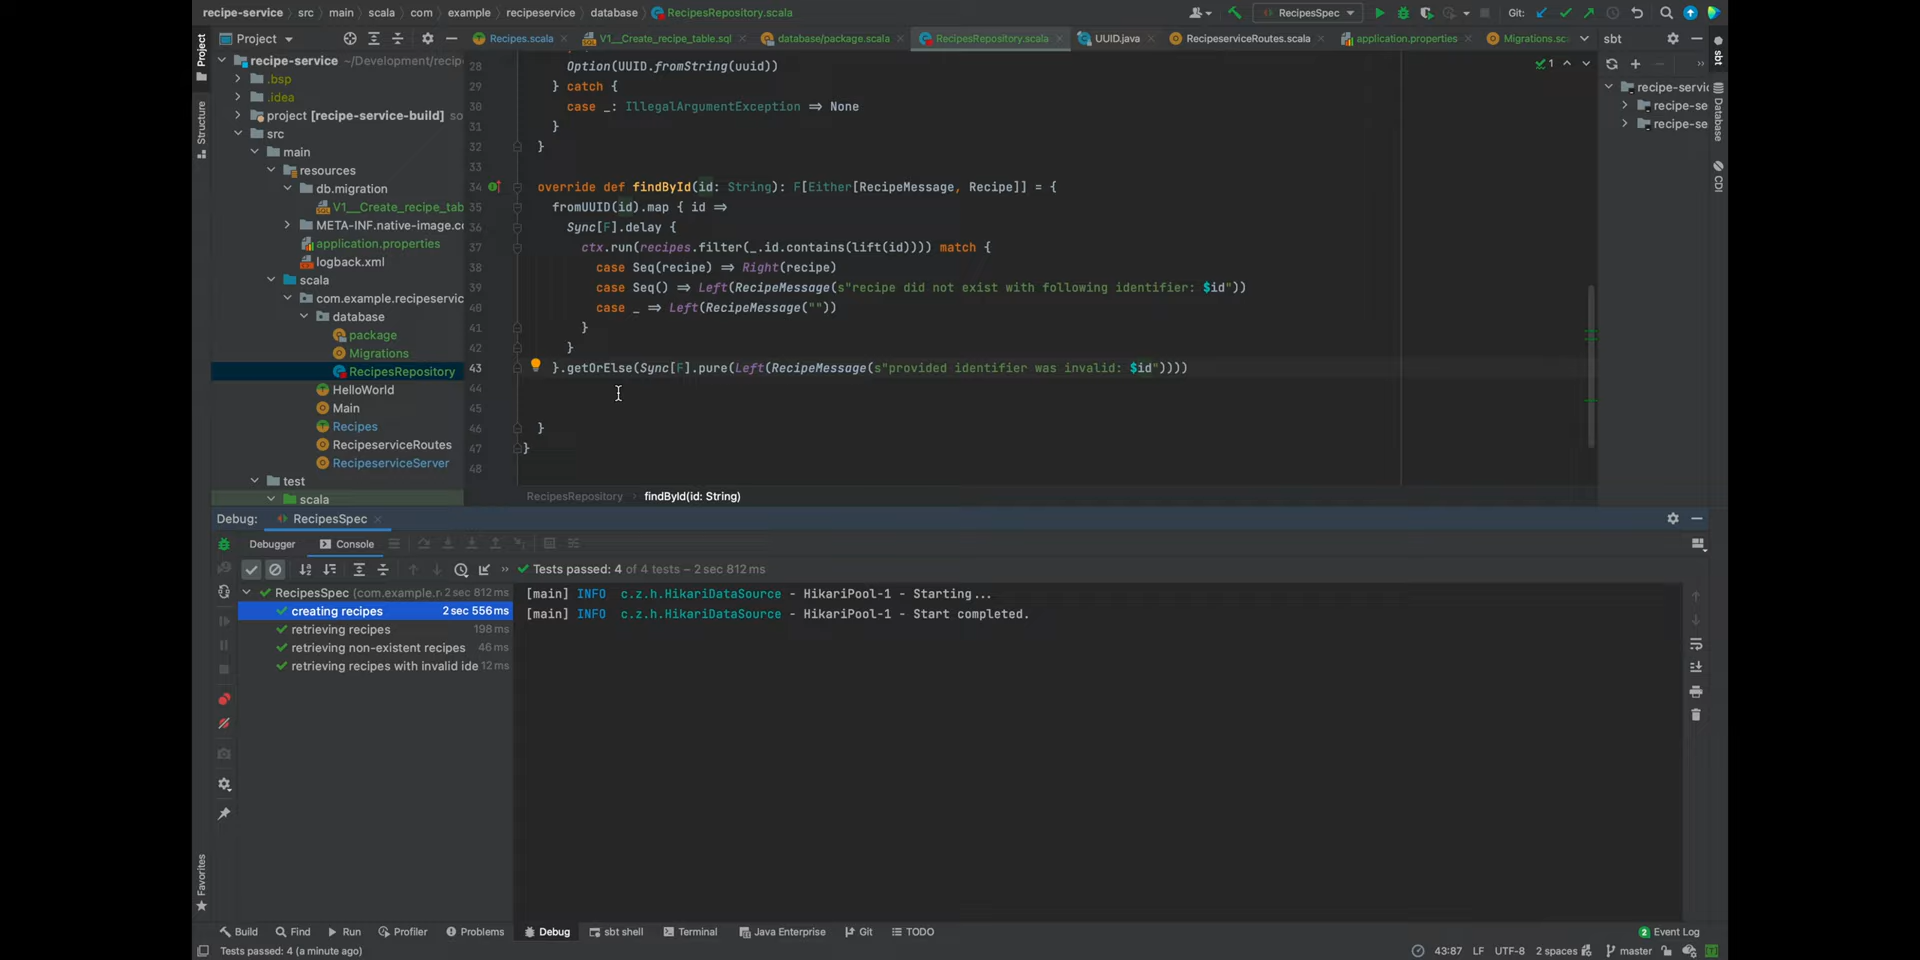 recipe-service › src › main › scala › com › example › recipeservice › database › RecipesRepository.scala
RecipesSpec
Git:
Project
Recipes.scala
V1__Create_recipe_table.sql
database/package.scala
RecipesRepository.scala
UUID.java
RecipeserviceRoutes.scala
application.properties
Migrations.sc
sbt
Project
Structure
Favorites
recipe-service ~/Development/recip
.bsp
.idea
project [recipe-service-build] so
src
main
resources
db.migration
V1__Create_recipe_tab
META-INF.native-image.co
application.properties
logback.xml
scala
com.example.recipeservic
database
package
Migrations
RecipesRepository
HelloWorld
Main
Recipes
RecipeserviceRoutes
RecipeserviceServer
test
scala
28 Option(UUID.fromString(uuid))
29 } catch {
30 case _: IllegalArgumentException ⇒ None
31 }
32 }
33
34 override def findById(id: String): F[Either[RecipeMessage, Recipe]] = {
35 fromUUID(id).map { id ⇒
36 Sync[F].delay {
37 ctx.run(recipes.filter(_.id.contains(lift(id)))) match {
38 case Seq(recipe) ⇒ Right(recipe)
39 case Seq() ⇒ Left(RecipeMessage(s"recipe did not exist with following identifier: $id"))
40 case _ ⇒ Left(RecipeMessage(""))
41 }
42 }
43 }.getOrElse(Sync[F].pure(Left(RecipeMessage(s"provided identifier was invalid: $id"))))
44
45
46 }
47 }
48
1
RecipesRepository › findById(id: String)
sbt
Database
CDI
recipe-servic
recipe-se
recipe-se
Debug: RecipesSpec
Debugger Console
Tests passed: 4 of 4 tests – 2 sec 812 ms
RecipesSpec (com.example.r 2 sec 812 ms
creating recipes 2 sec 556 ms
retrieving recipes 198 ms
retrieving non-existent recipes 46 ms
retrieving recipes with invalid ide 12 ms
[main] INFO c.z.h.HikariDataSource - HikariPool-1 - Starting...
[main] INFO c.z.h.HikariDataSource - HikariPool-1 - Start completed.
Build Find Run Profiler Problems Debug sbt shell Terminal Java Enterprise Git TODO
2 Event Log
Tests passed: 4 (a minute ago)
43:87 LF UTF-8 2 spaces master